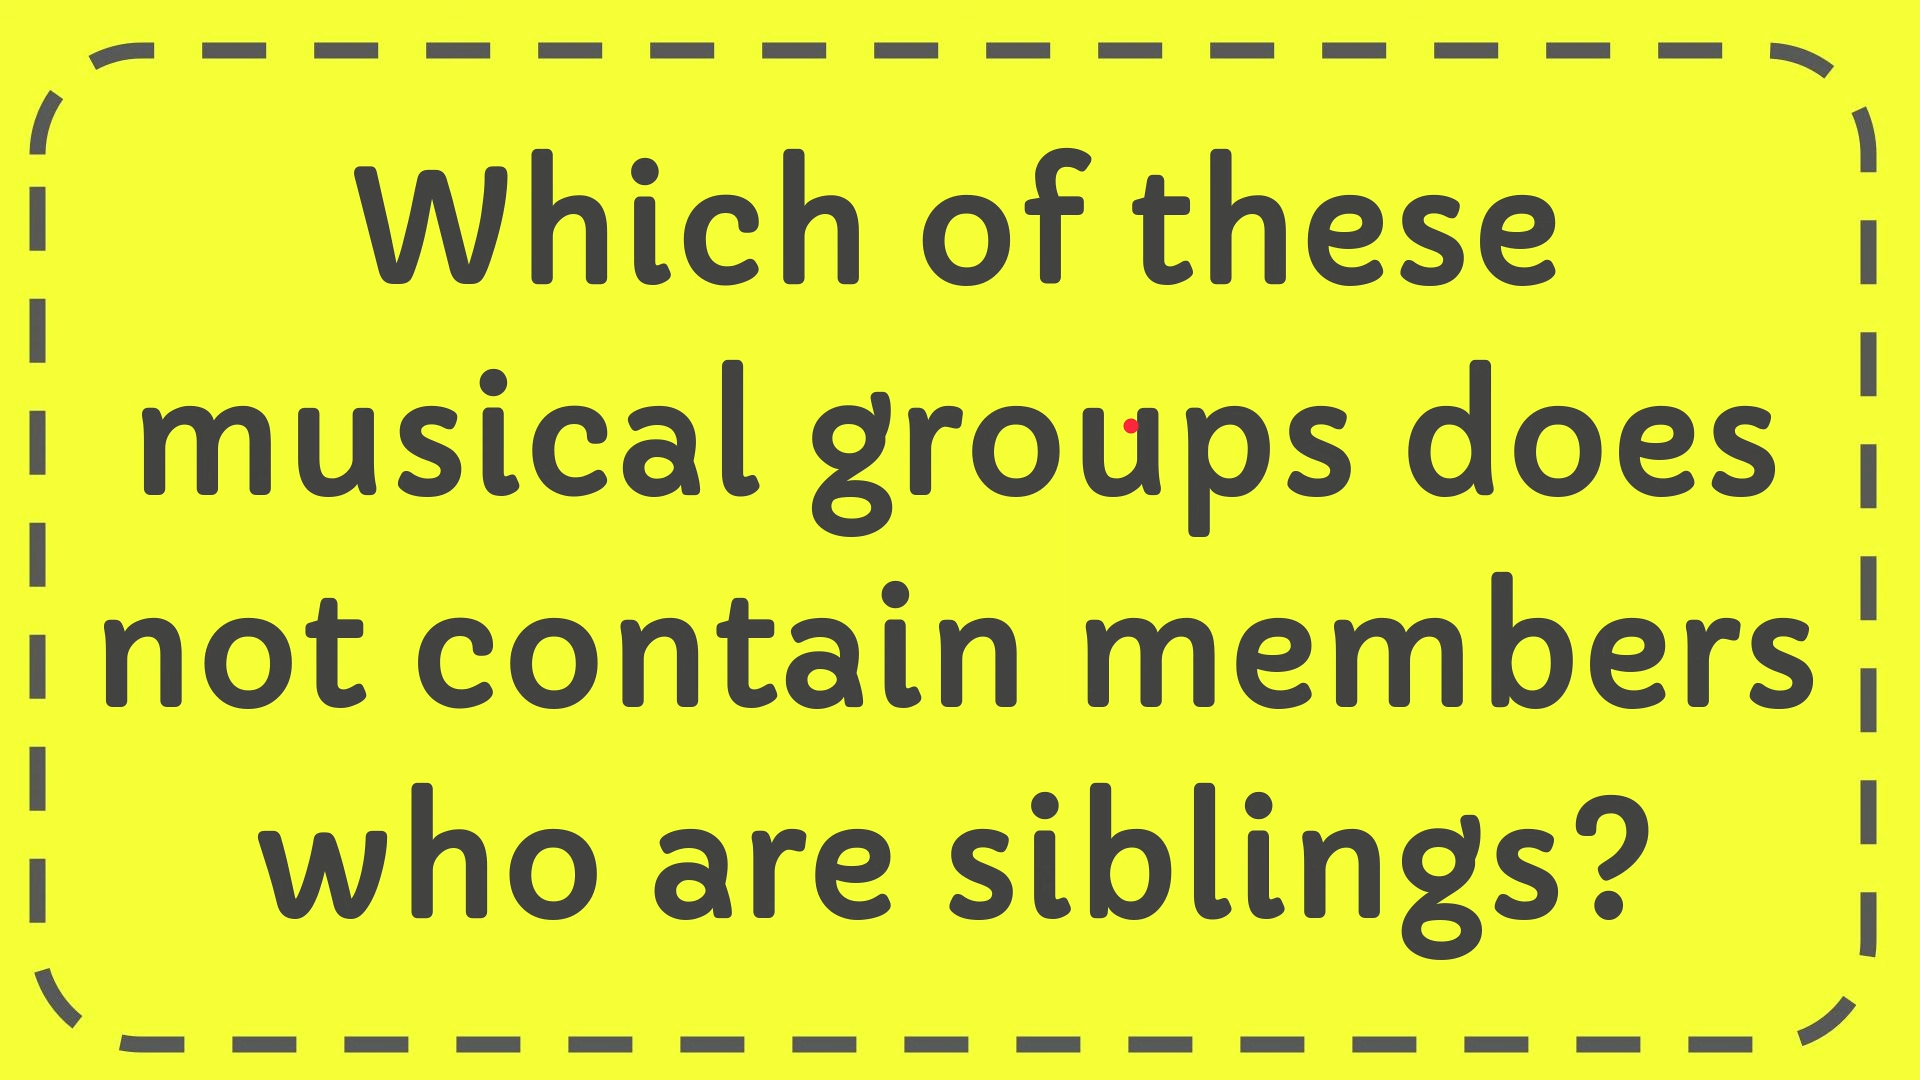 Which of these
musical groups does
not contain members
who are siblings?